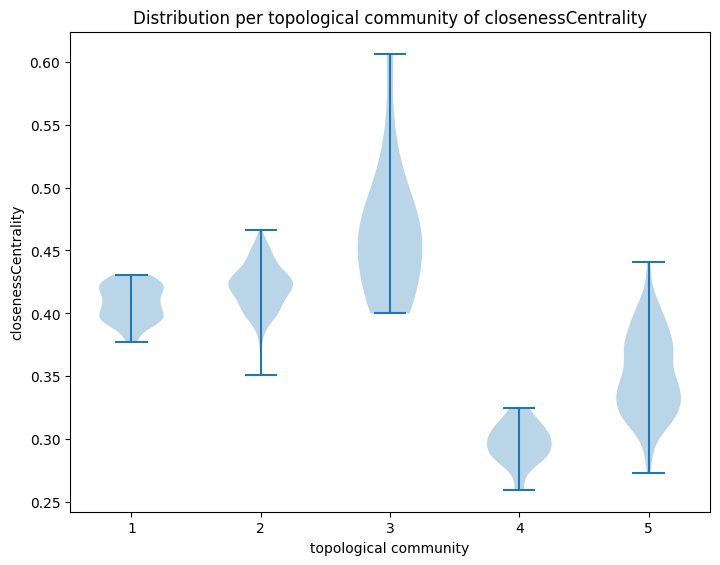 Distribution per topological community of closenessCentrality
closenessCentrality
0.60
0.55
0.50
0.45
0.40
0.35
0.30
0.25
1 2 3 4 5
topological community